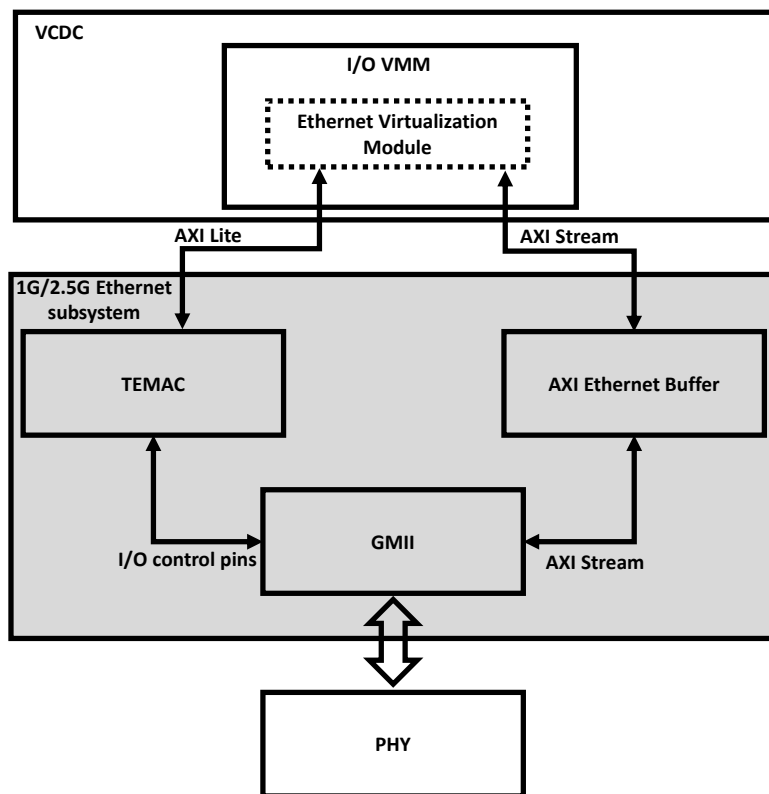 VCDC
I/O VMM
Ethernet Virtualization
Module
AXI Lite
AXI Stream
1G/2.5G Ethernet
subsystem
TEMAC
AXI Ethernet Buffer
GMII
I/O control pins
AXI Stream
PHY